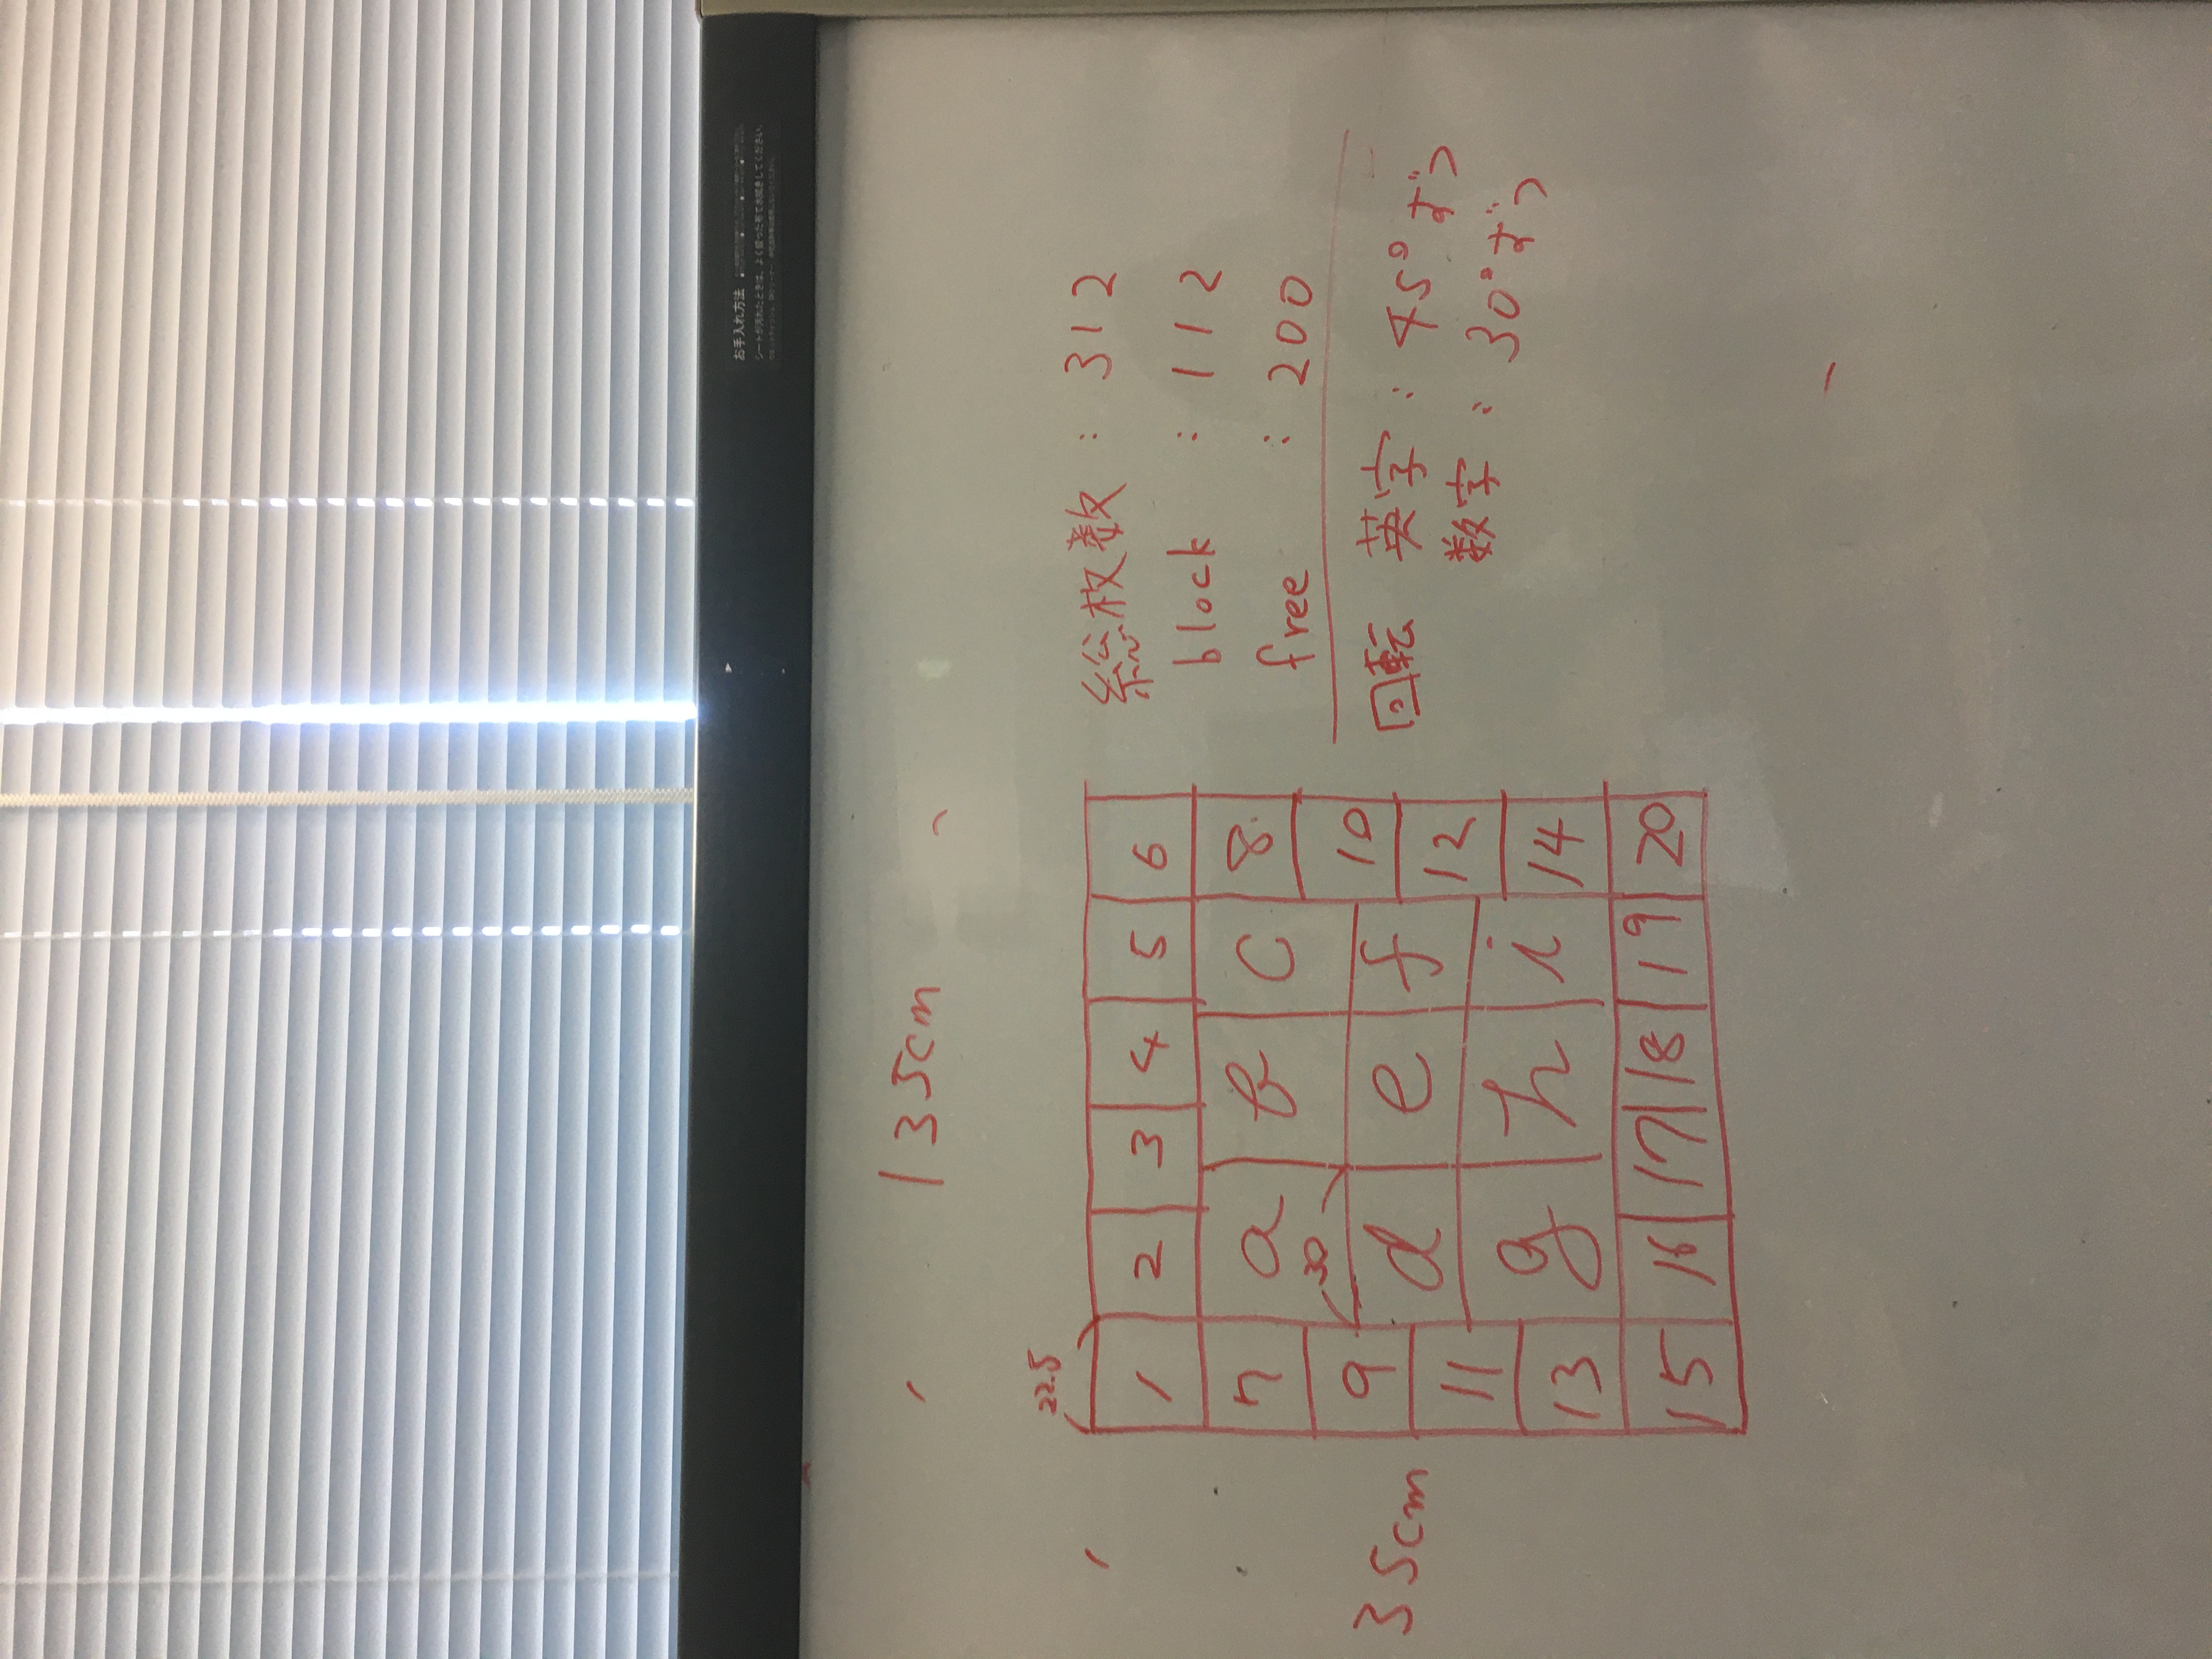 お手入れ方法
シートが汚れたときは、よく絞った布で水拭きしてください。
135cm
22.5
1 2 3 4 5 6
7 a b c 8
30
9 d e f 10
35cm
11 12
13 g h i 14
15 16 17 18 19 20
総枚数 : 312
block : 112
free : 200
回転 英字 : 45°ずつ
数字 : 30°ずつ